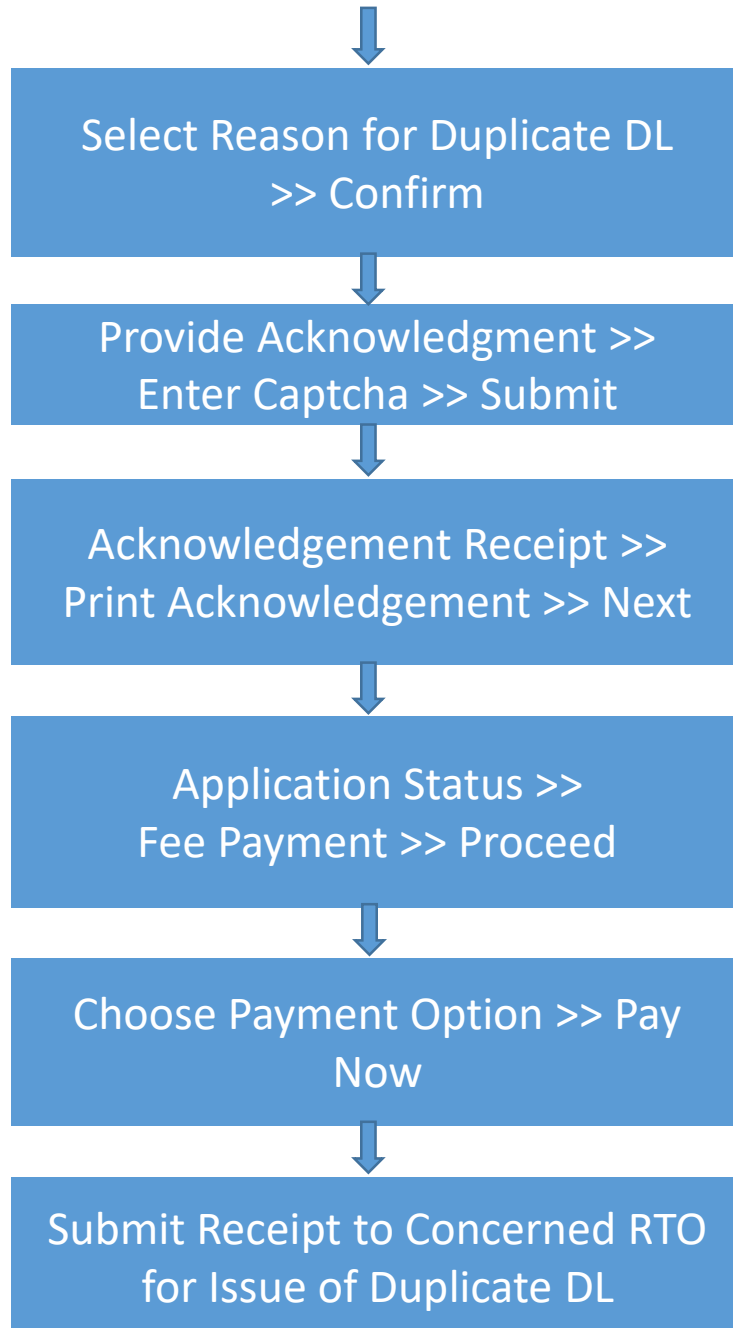 Select Reason for Duplicate DL
>> Confirm
Provide Acknowledgment >>
Enter Captcha >> Submit
Acknowledgement Receipt >>
Print Acknowledgement >> Next
Application Status >>
Fee Payment >> Proceed
Choose Payment Option >> Pay
Now
Submit Receipt to Concerned RTO
for Issue of Duplicate DL